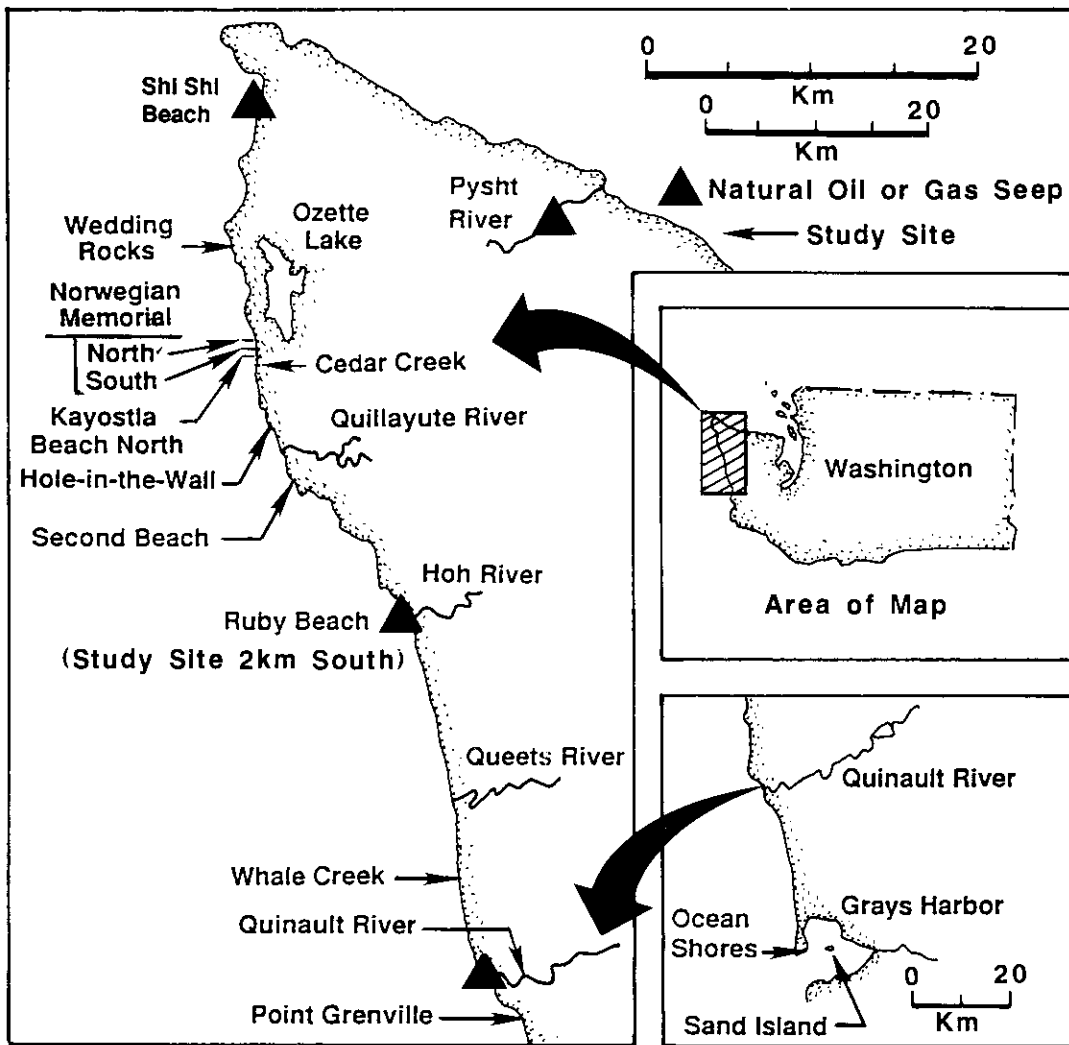 0 20
Km
0 20
Km
Natural Oil or Gas Seep
Study Site
Shi Shi
Beach
Pysht
River
Ozette
Lake
Wedding
Rocks
Norwegian
Memorial
North
South
Cedar Creek
Kayostla
Beach North
Quillayute River
Hole-in-the-Wall
Second Beach
Hoh River
Ruby Beach
(Study Site 2km South)
Queets River
Whale Creek
Quinault River
Point Grenville
Washington
Area of Map
Quinault River
Grays Harbor
Ocean
Shores
0 20
Km
Sand Island